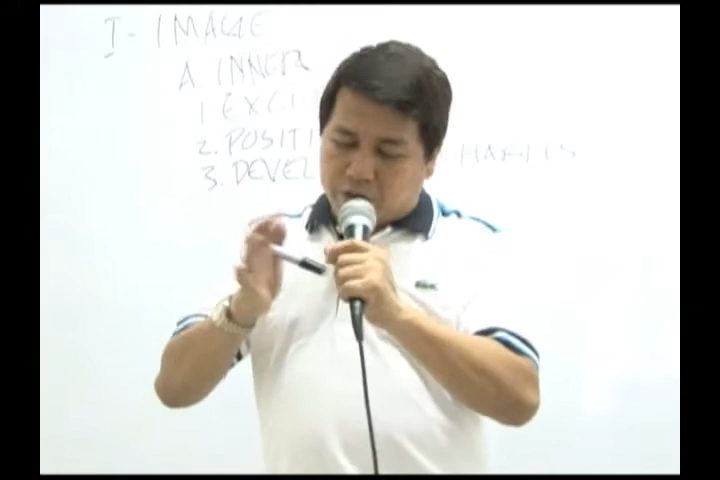 I- IMAGE
A. INNER
1 EXCI
2. POSITI
3. DEVEL HABITS